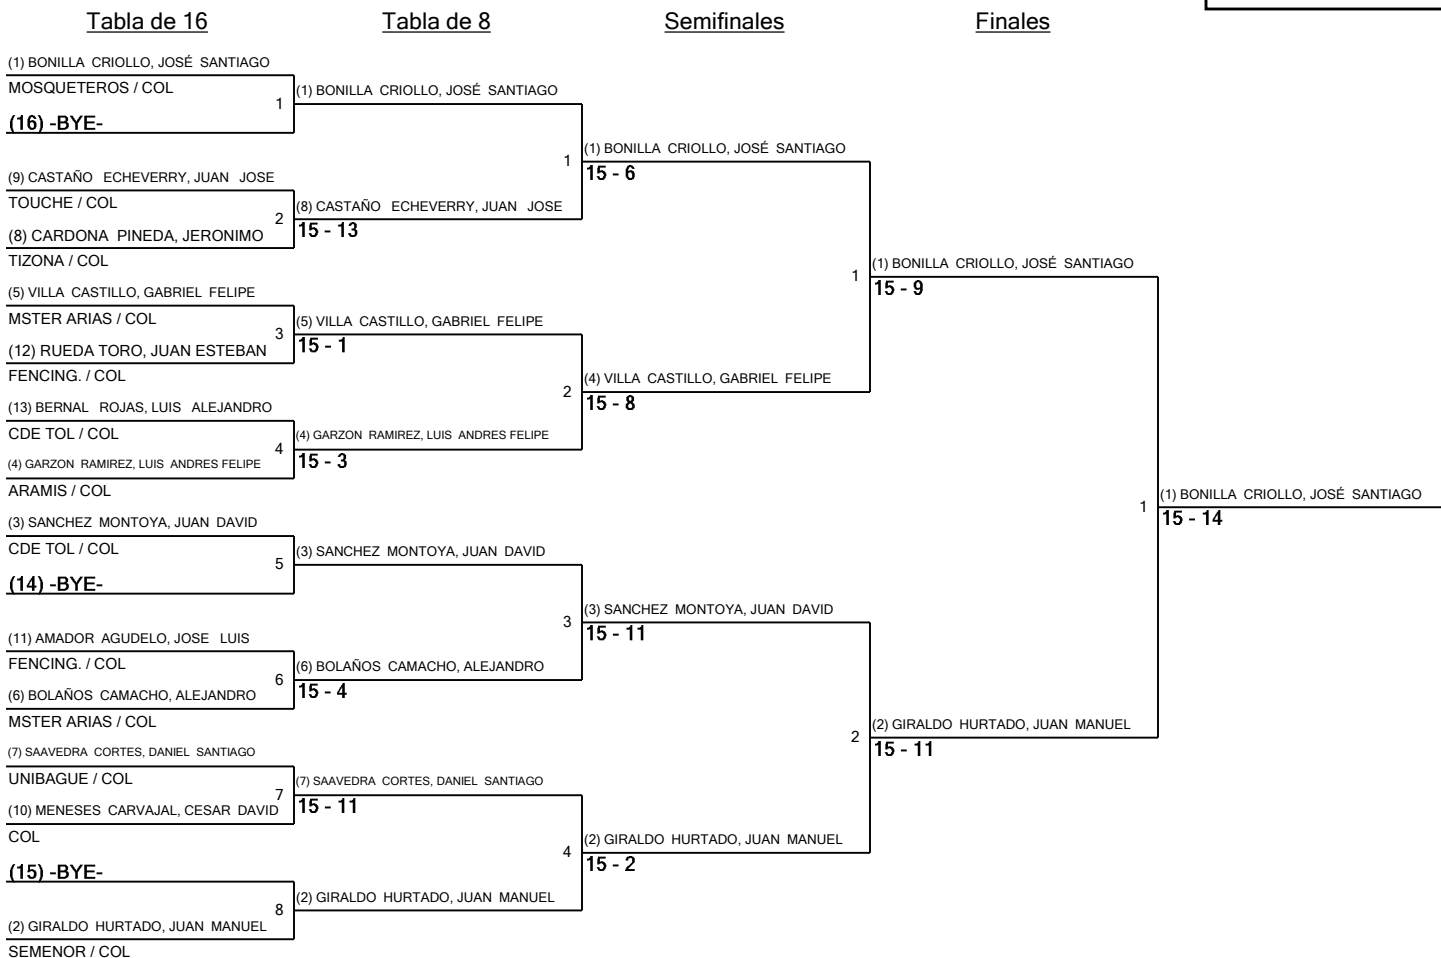 Tabla de 16
Tabla de 8
Semifinales
Finales
(1) BONILLA CRIOLLO, JOSÉ SANTIAGO
MOSQUETEROS / COL
1
(16) -BYE-
(9) CASTAÑO ECHEVERRY, JUAN JOSE
TOUCHE / COL
2
(8) CARDONA PINEDA, JERONIMO
TIZONA / COL
(5) VILLA CASTILLO, GABRIEL FELIPE
MSTER ARIAS / COL
3
(12) RUEDA TORO, JUAN ESTEBAN
FENCING. / COL
(13) BERNAL ROJAS, LUIS ALEJANDRO
CDE TOL / COL
4
(4) GARZON RAMIREZ, LUIS ANDRES FELIPE
ARAMIS / COL
(3) SANCHEZ MONTOYA, JUAN DAVID
CDE TOL / COL
5
(14) -BYE-
(11) AMADOR AGUDELO, JOSE LUIS
FENCING. / COL
6
(6) BOLAÑOS CAMACHO, ALEJANDRO
MSTER ARIAS / COL
(7) SAAVEDRA CORTES, DANIEL SANTIAGO
UNIBAGUE / COL
7
(10) MENESES CARVAJAL, CESAR DAVID
COL
(15) -BYE-
8
(2) GIRALDO HURTADO, JUAN MANUEL
SEMENOR / COL
(1) BONILLA CRIOLLO, JOSÉ SANTIAGO
1
(8) CASTAÑO ECHEVERRY, JUAN JOSE
15 - 13
(5) VILLA CASTILLO, GABRIEL FELIPE
15 - 1
2
(4) GARZON RAMIREZ, LUIS ANDRES FELIPE
15 - 3
(3) SANCHEZ MONTOYA, JUAN DAVID
3
(6) BOLAÑOS CAMACHO, ALEJANDRO
15 - 4
(7) SAAVEDRA CORTES, DANIEL SANTIAGO
15 - 11
4
(2) GIRALDO HURTADO, JUAN MANUEL
(1) BONILLA CRIOLLO, JOSÉ SANTIAGO
15 - 6
1
(4) VILLA CASTILLO, GABRIEL FELIPE
15 - 8
(3) SANCHEZ MONTOYA, JUAN DAVID
15 - 11
2
(2) GIRALDO HURTADO, JUAN MANUEL
15 - 2
(1) BONILLA CRIOLLO, JOSÉ SANTIAGO
15 - 9
1
(2) GIRALDO HURTADO, JUAN MANUEL
15 - 11
(1) BONILLA CRIOLLO, JOSÉ SANTIAGO
15 - 14